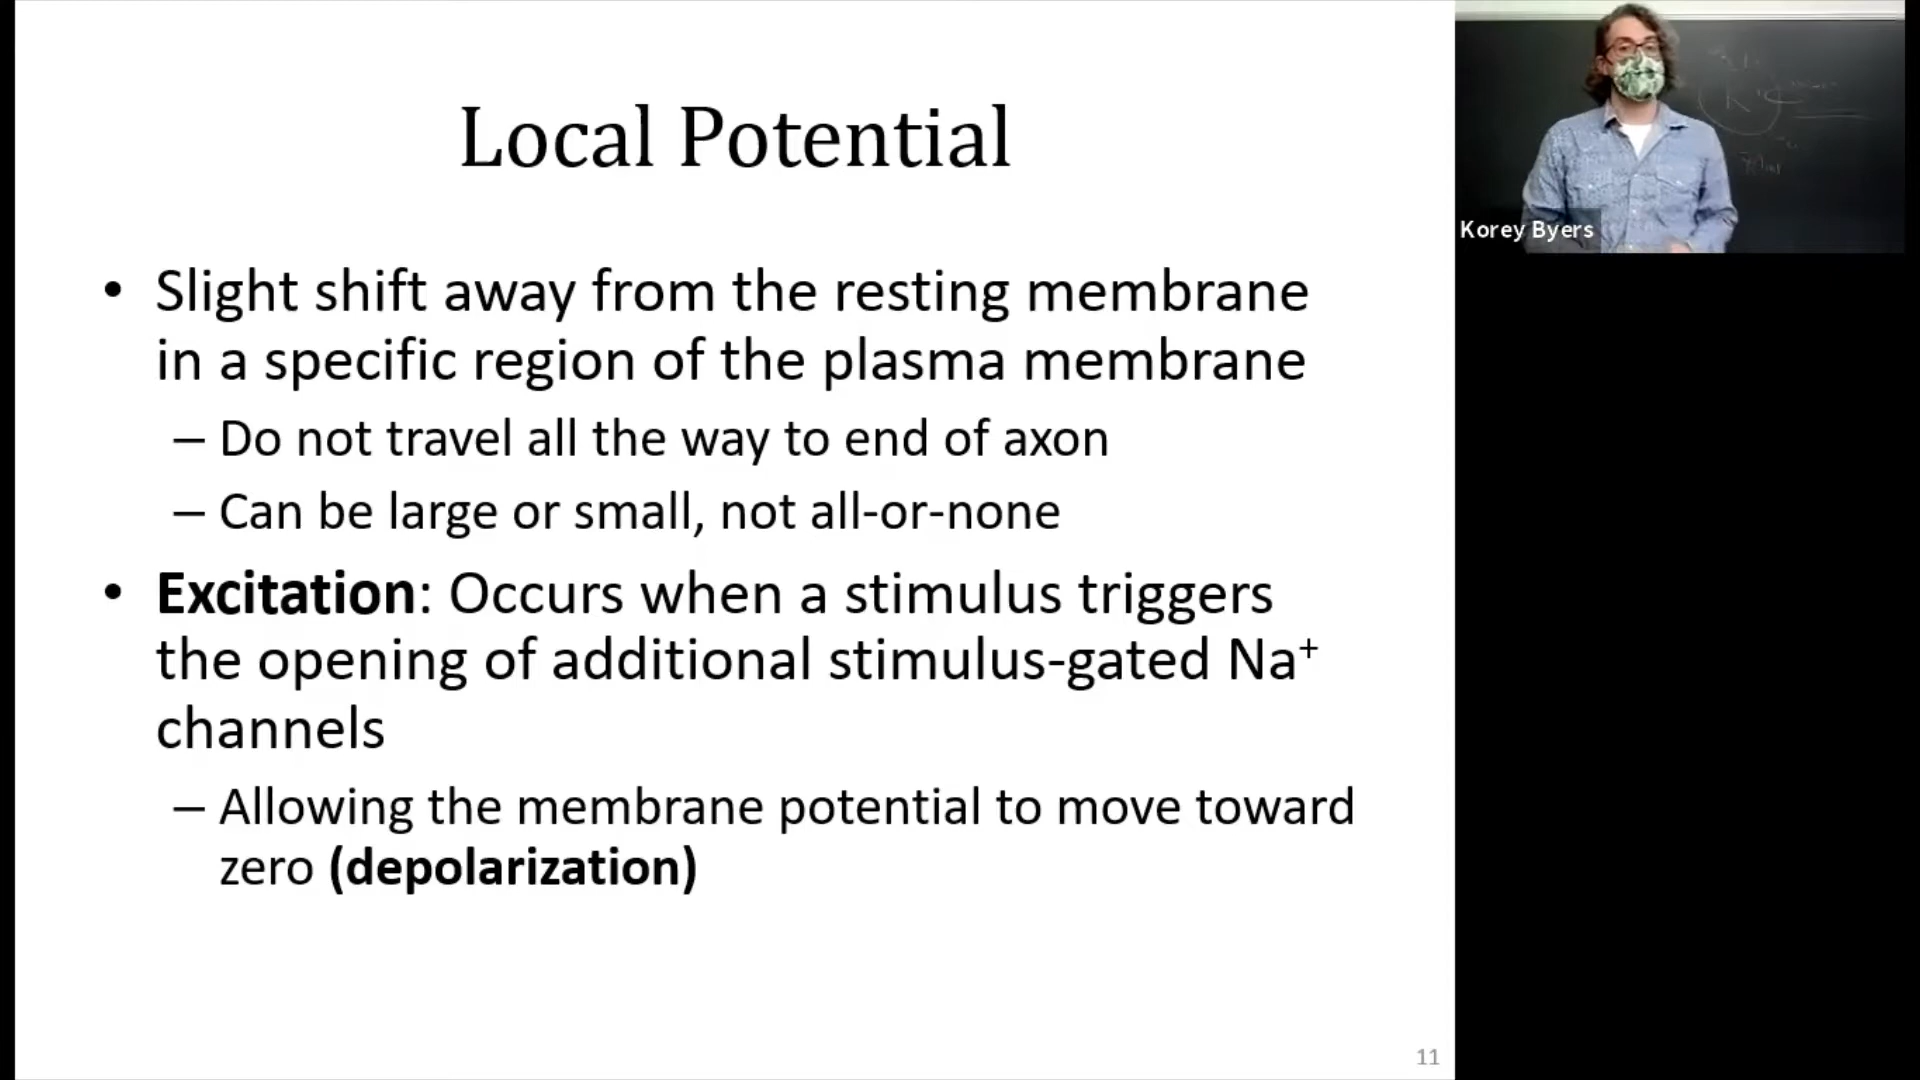 Local Potential
• Slight shift away from the resting membrane
in a specific region of the plasma membrane
– Do not travel all the way to end of axon
– Can be large or small, not all-or-none
• Excitation: Occurs when a stimulus triggers
the opening of additional stimulus-gated Na⁺
channels
– Allowing the membrane potential to move toward
zero (depolarization)
11
Korey Byers